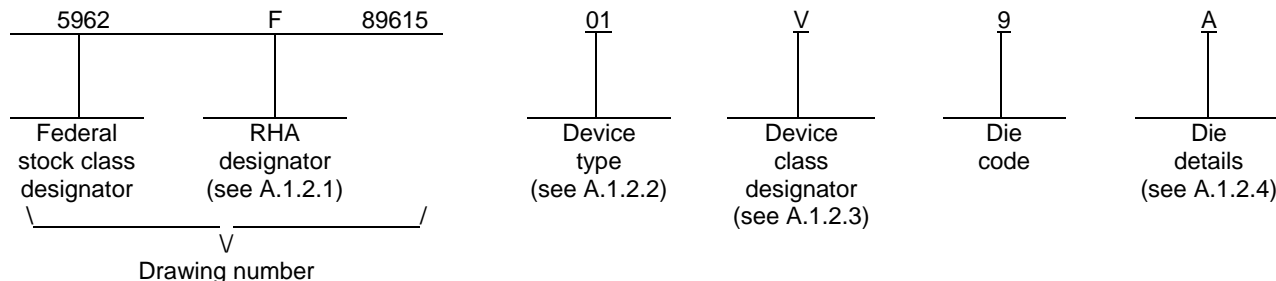 5962 F 89615 01 V 9 A
Federal stock class designator
RHA designator (see A.1.2.1)
Device type (see A.1.2.2)
Device class designator (see A.1.2.3)
Die code
Die details (see A.1.2.4)
Drawing number